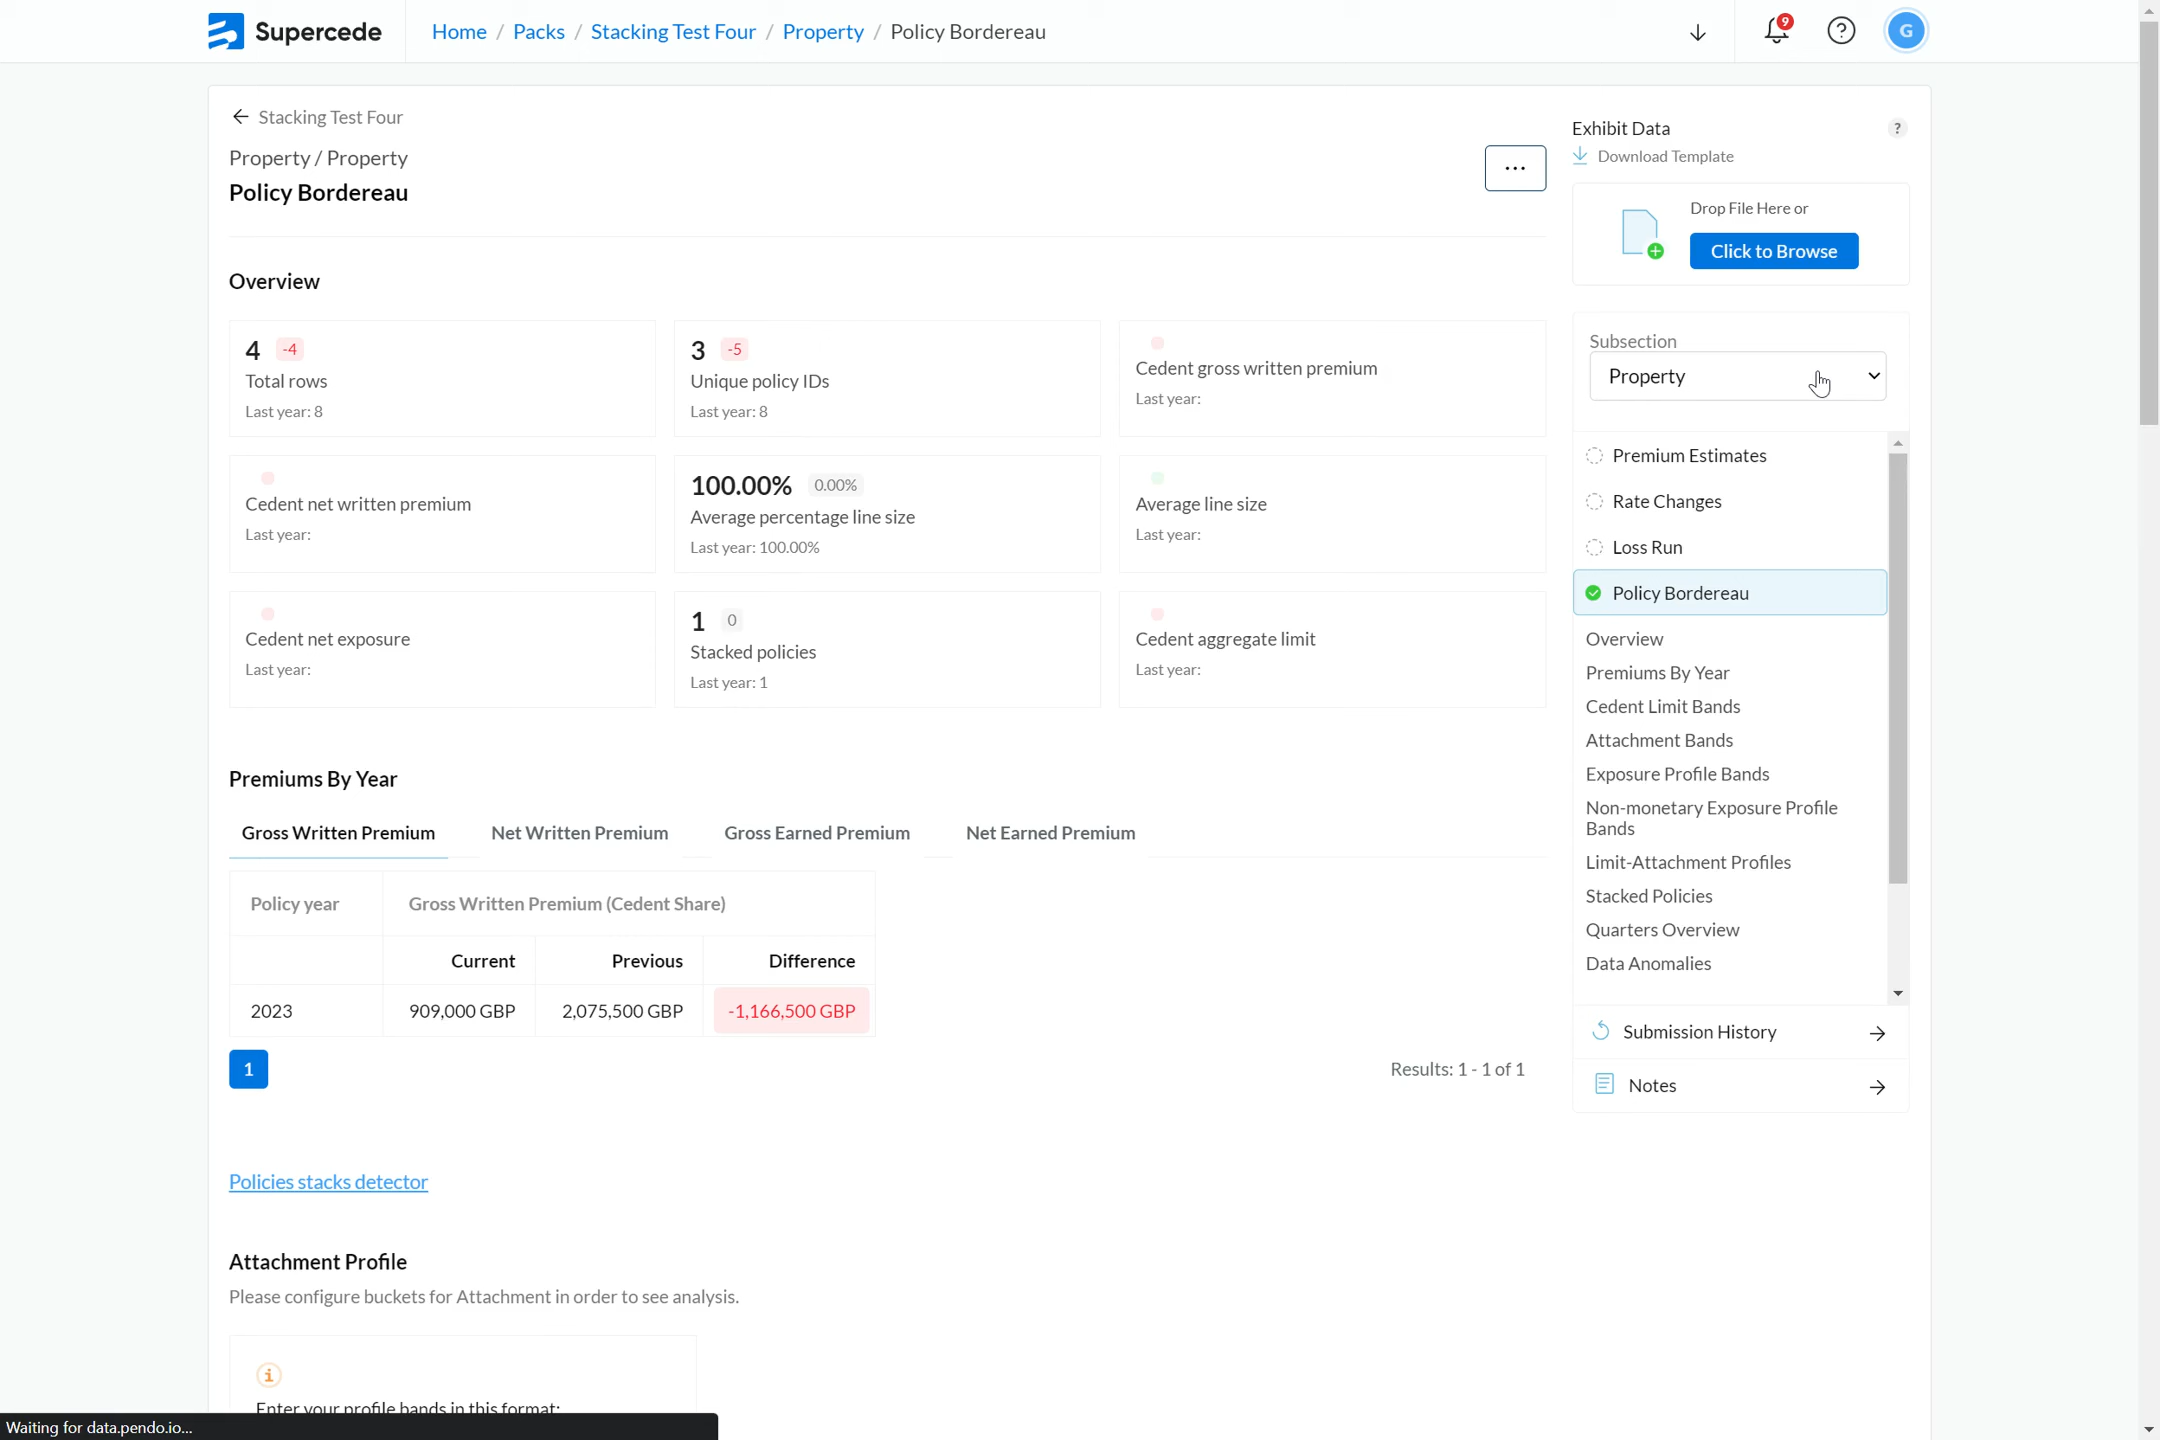 Supercede
Home / Packs / Stacking Test Four / Property / Policy Bordereau
9
?
G
Stacking Test Four
Property / Property
Policy Bordereau
...
Overview
4 -4
Total rows
Last year: 8
3 -5
Unique policy IDs
Last year: 8
Cedent gross written premium
Last year:
Cedent net written premium
Last year:
100.00% 0.00%
Average percentage line size
Last year: 100.00%
Average line size
Last year:
Cedent net exposure
Last year:
1 0
Stacked policies
Last year: 1
Cedent aggregate limit
Last year:
Premiums By Year
Gross Written Premium Net Written Premium Gross Earned Premium Net Earned Premium
Policy year Gross Written Premium (Cedent Share)
Current Previous Difference
2023 909,000 GBP 2,075,500 GBP -1,166,500 GBP
1
Results: 1 - 1 of 1
Policies stacks detector
Attachment Profile
Please configure buckets for Attachment in order to see analysis.
i
Enter your profile bands in this format:
Waiting for data.pendo.io...
Exhibit Data ?
Download Template
Drop File Here or
Click to Browse
Subsection
Property
Premium Estimates
Rate Changes
Loss Run
Policy Bordereau
Overview
Premiums By Year
Cedent Limit Bands
Attachment Bands
Exposure Profile Bands
Non-monetary Exposure Profile
Bands
Limit-Attachment Profiles
Stacked Policies
Quarters Overview
Data Anomalies
Submission History
Notes